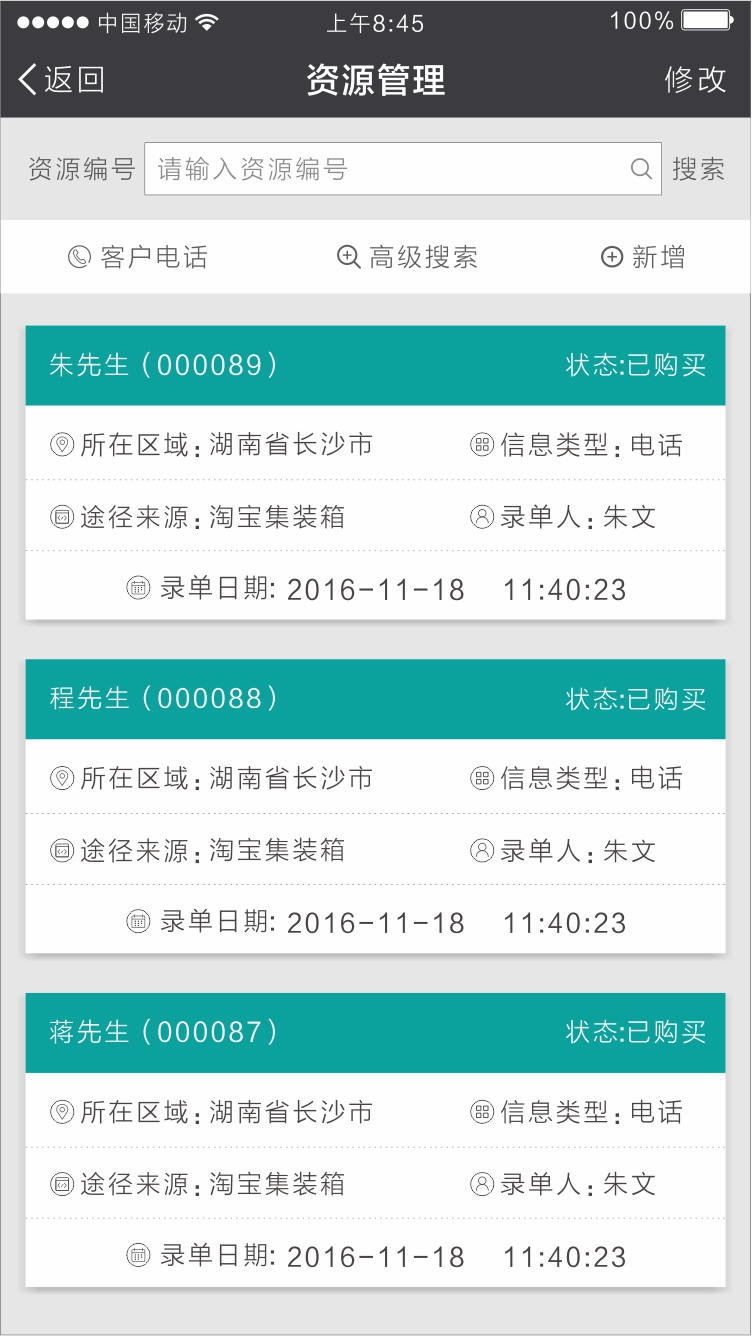 中国移动 上午8:45 100%
返回 资源管理 修改
资源编号 请输入资源编号 搜索
客户电话 高级搜索 新增
朱先生（000089） 状态:已购买
所在区域：湖南省长沙市 信息类型：电话
途径来源：淘宝集装箱 录单人：朱文
录单日期: 2016-11-18 11:40:23
程先生（000088） 状态:已购买
所在区域：湖南省长沙市 信息类型：电话
途径来源：淘宝集装箱 录单人：朱文
录单日期: 2016-11-18 11:40:23
蒋先生（000087） 状态:已购买
所在区域：湖南省长沙市 信息类型：电话
途径来源：淘宝集装箱 录单人：朱文
录单日期: 2016-11-18 11:40:23